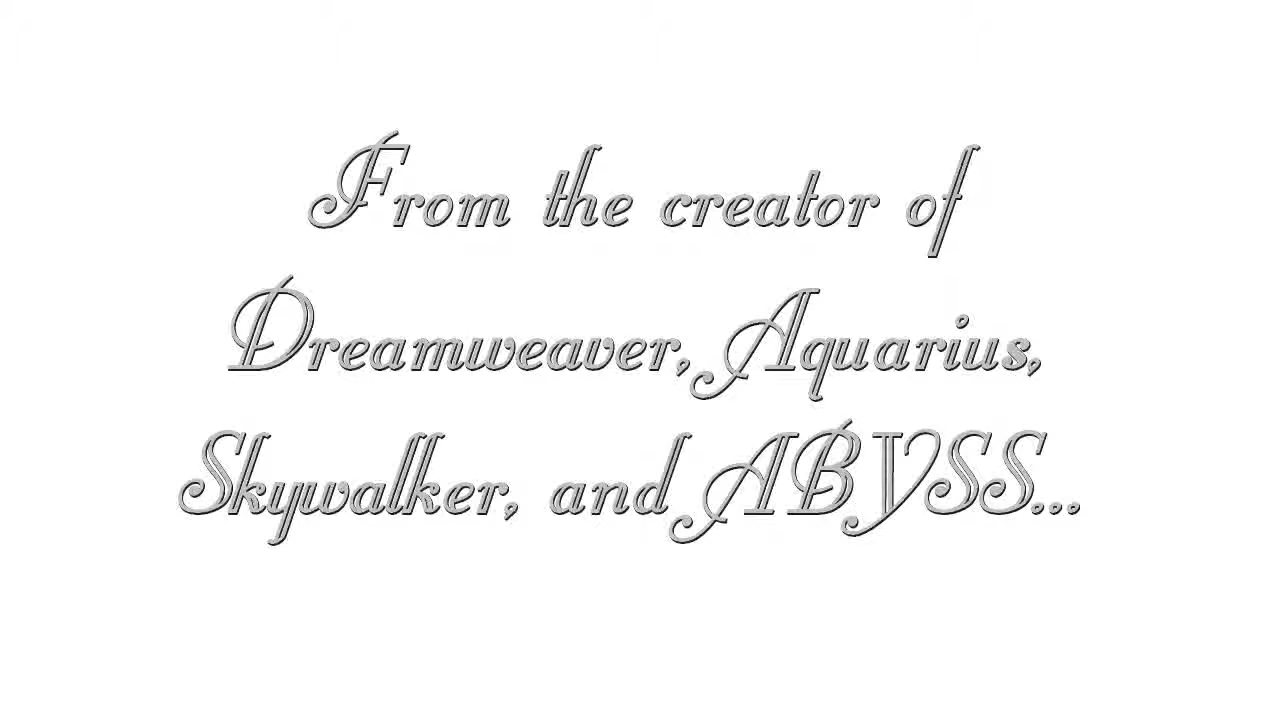 From the creator of
Dreamweaver, Aquarius,
Skywalker, and ABYSS...